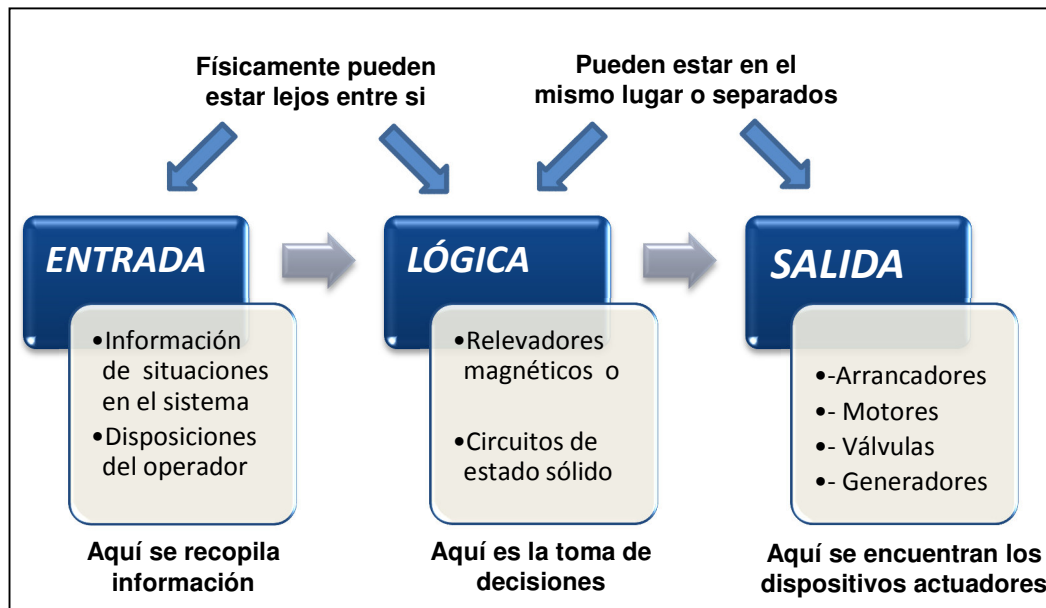 Físicamente pueden
estar lejos entre si
Pueden estar en el
mismo lugar o separados
ENTRADA
•Información
de situaciones
en el sistema
•Disposiciones
del operador
Aquí se recopila
información
LÓGICA
•Relevadores
magnéticos o
•Circuitos de
estado sólido
Aquí es la toma de
decisiones
SALIDA
•-Arrancadores
•- Motores
•- Válvulas
•- Generadores
Aquí se encuentran los
dispositivos actuadores